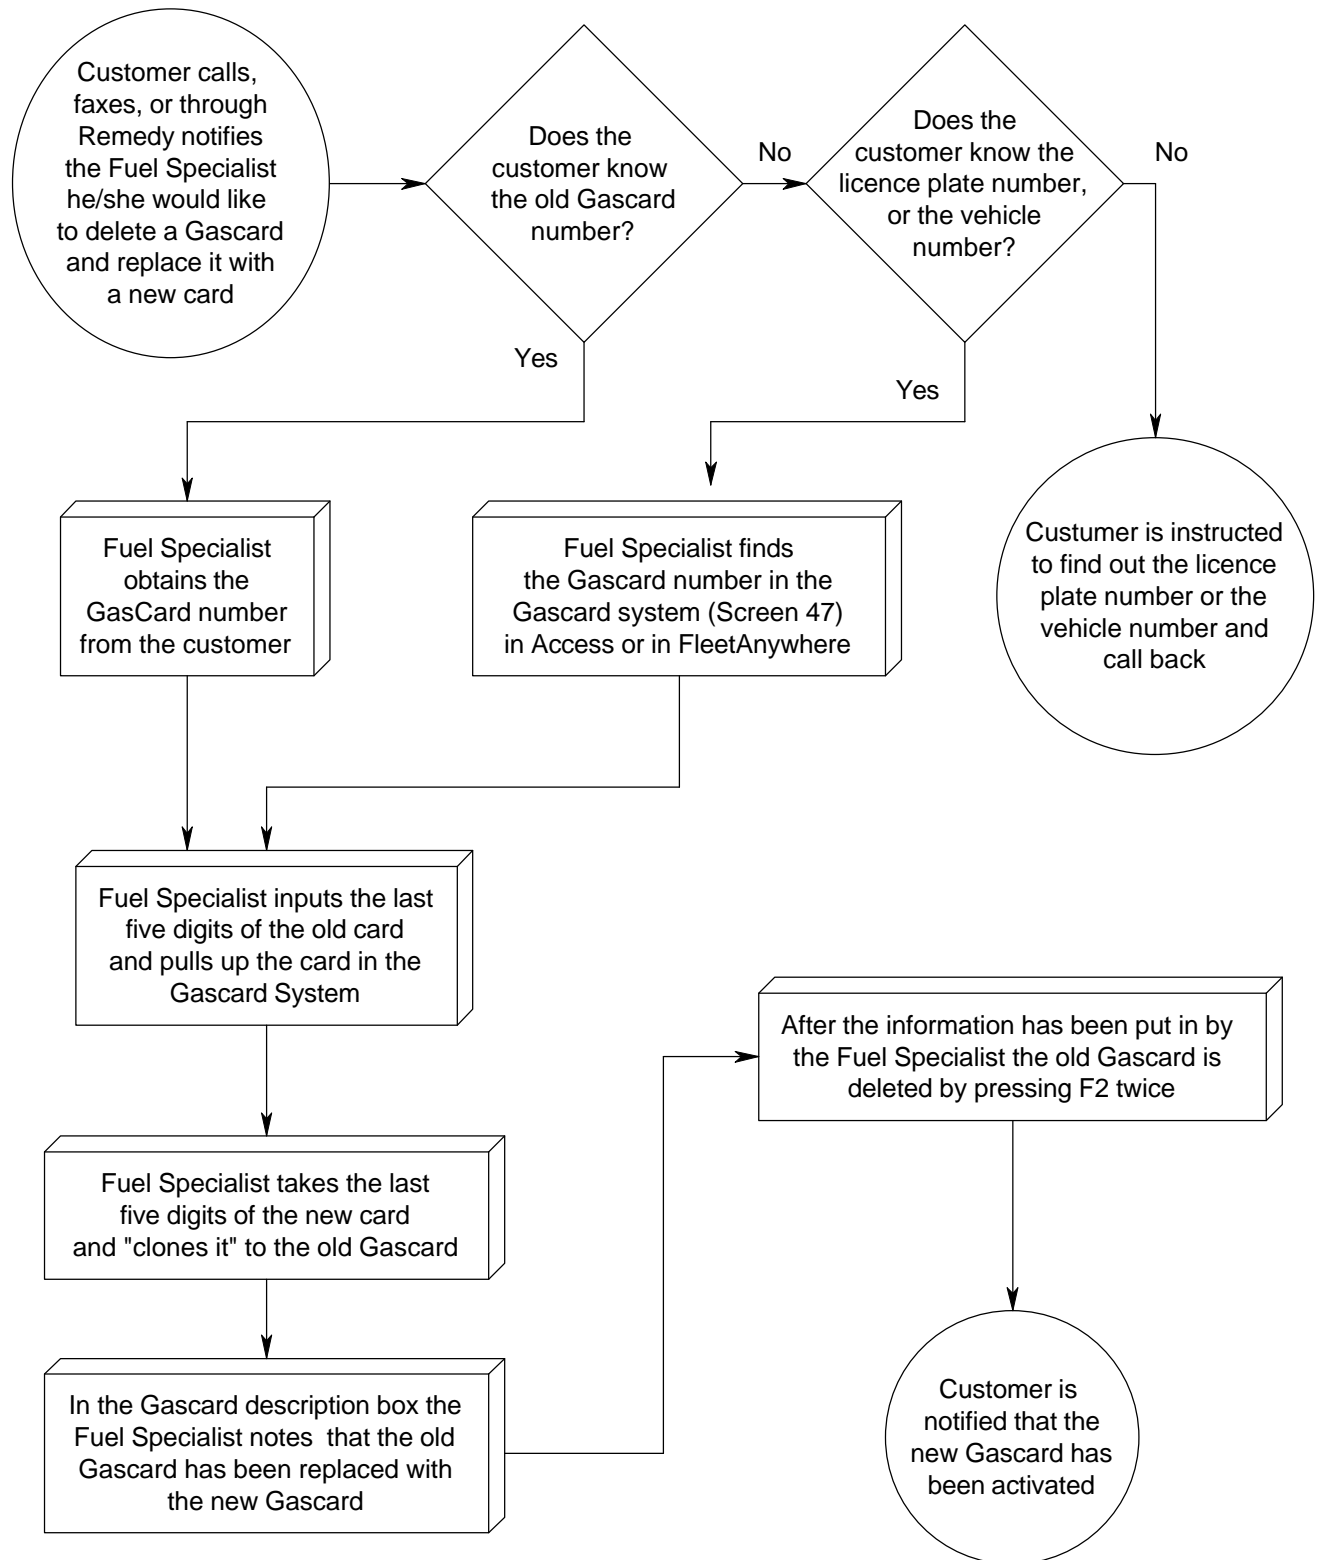 Customer calls,
faxes, or through
Remedy notifies
the Fuel Specialist
he/she would like
to delete a Gascard
and replace it with
a new card
Does the
customer know
the old Gascard
number?
No
Does the
customer know the
licence plate number,
or the vehicle
number?
No
Yes
Yes
Fuel Specialist
obtains the
GasCard number
from the customer
Fuel Specialist finds
the Gascard number in the
Gascard system (Screen 47)
in Access or in FleetAnywhere
Custumer is instructed
to find out the licence
plate number or the
vehicle number and
call back
Fuel Specialist inputs the last
five digits of the old card
and pulls up the card in the
Gascard System
Fuel Specialist takes the last
five digits of the new card
and "clones it" to the old Gascard
In the Gascard description box the
Fuel Specialist notes  that the old
Gascard has been replaced with
the new Gascard
After the information has been put in by
the Fuel Specialist the old Gascard is
deleted by pressing F2 twice
Customer is
notified that the
new Gascard has
been activated